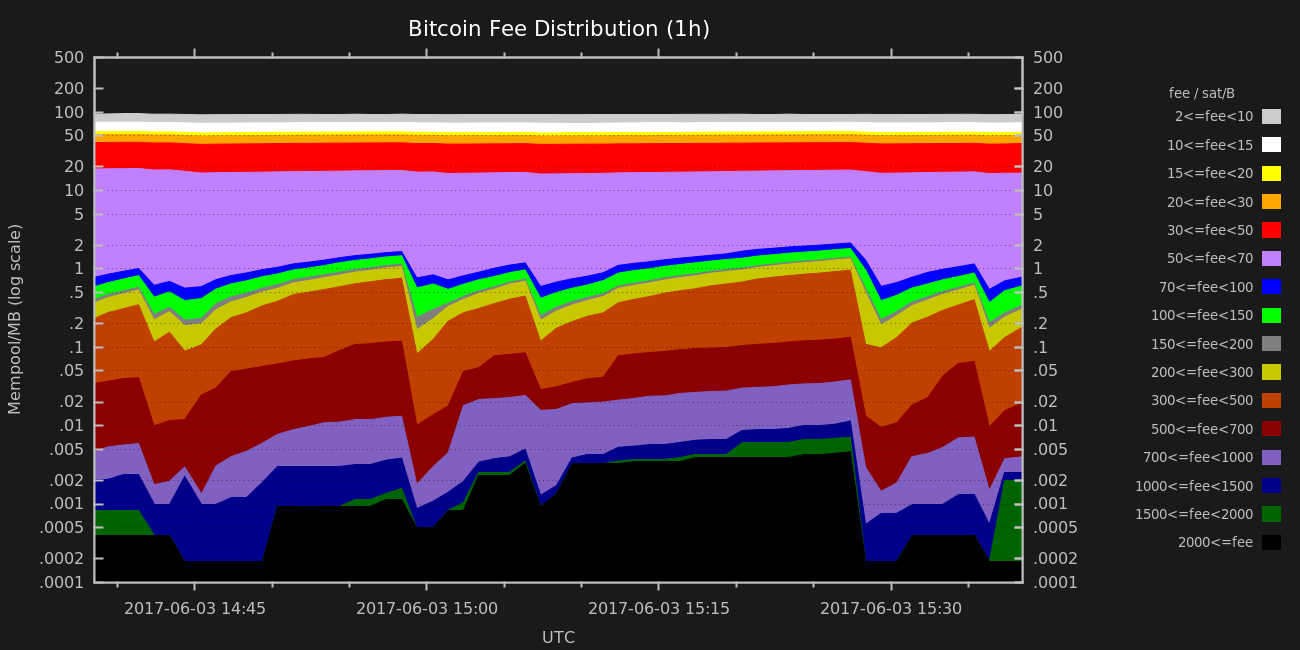 Bitcoin Fee Distribution (1h)
500
200
100
50
20
10
5
2
1
.5
.2
.1
.05
.02
.01
.005
.002
.001
.0005
.0002
.0001
Mempool/MB (log scale)
500
200
100
50
20
10
5
2
1
.5
.2
.1
.05
.02
.01
.005
.002
.001
.0005
.0002
.0001
fee / sat/B
2<=fee<10
10<=fee<15
15<=fee<20
20<=fee<30
30<=fee<50
50<=fee<70
70<=fee<100
100<=fee<150
150<=fee<200
200<=fee<300
300<=fee<500
500<=fee<700
700<=fee<1000
1000<=fee<1500
1500<=fee<2000
2000<=fee
2017-06-03 14:45
2017-06-03 15:00
2017-06-03 15:15
2017-06-03 15:30
UTC